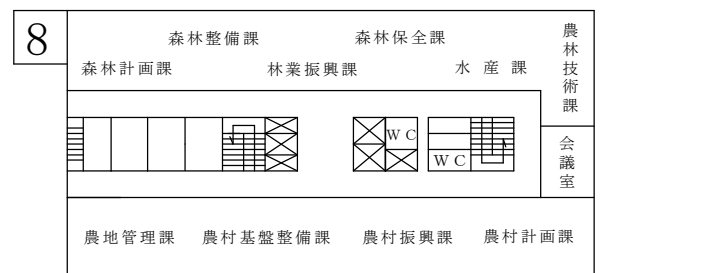 8
森林整備課 森林保全課
森林計画課 林業振興課 水産課
農林技術課
会議室
WC
WC
農地管理課 農村基盤整備課 農村振興課 農村計画課